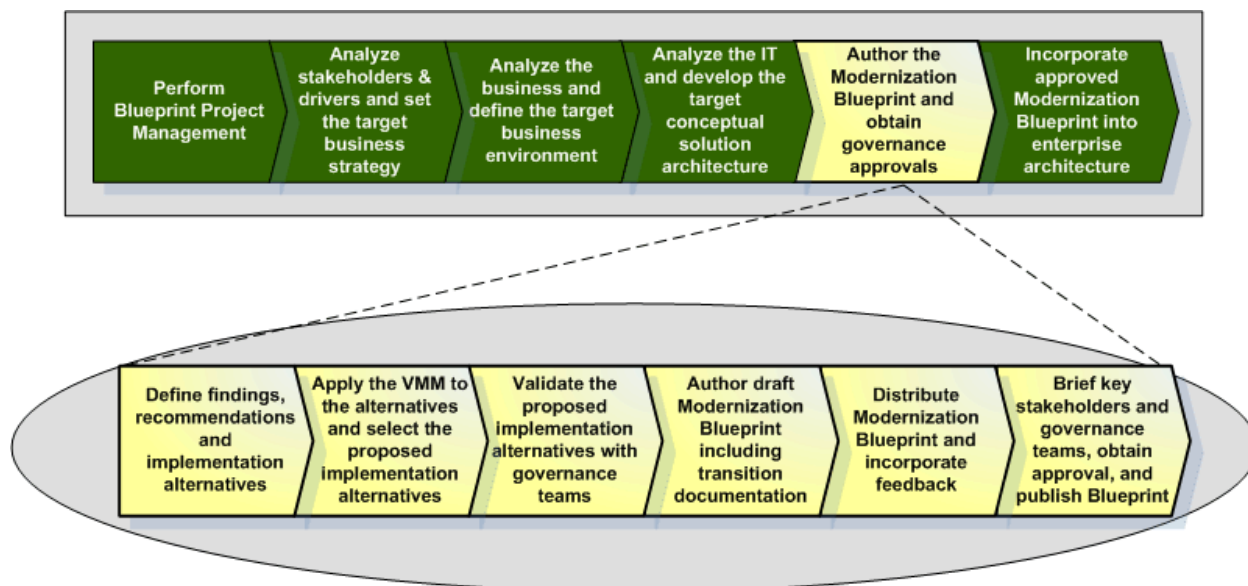 Perform
Blueprint Project
Management
Analyze
stakeholders &
drivers and set
the target
business
strategy
Analyze the
business and
define the target
business
environment
Analyze the IT
and develop the
target
conceptual
solution
architecture
Author the
Modernization
Blueprint and
obtain
governance
approvals
Incorporate
approved
Modernization
Blueprint into
enterprise
architecture
Define findings,
recommendations
and
implementation
alternatives
Apply the VMM to
the alternatives
and select the
proposed
implementation
alternatives
Validate the
proposed
implementation
alternatives with
governance
teams
Author draft
Modernization
Blueprint
including
transition
documentation
Distribute
Modernization
Blueprint and
incorporate
feedback
Brief key
stakeholders and
governance
teams, obtain
approval, and
publish Blueprint